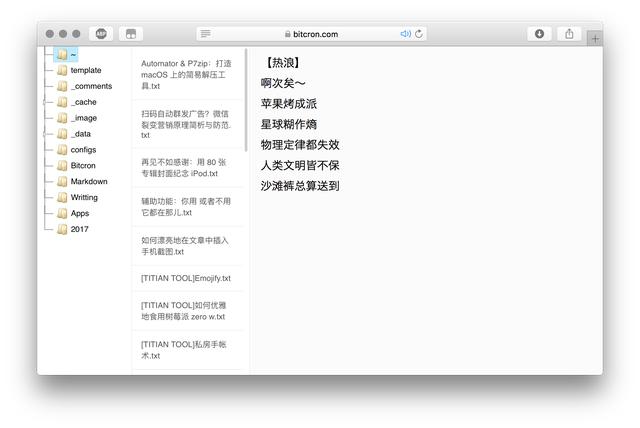 ABP
bitcron.com
~
template
_comments
_cache
_image
_data
configs
Bitcron
Markdown
Writting
Apps
2017
Automator & P7zip：打造
macOS 上的简易解压工
具.txt
扫码自动群发广告？微信
裂变营销原理简析与防范.
txt
再见不如感谢：用 80 张
专辑封面纪念 iPod.txt
辅助功能：你用 或者不用
它都在那儿.txt
如何漂亮地在文章中插入
手机截图.txt
[TITIAN TOOL]Emojify.txt
[TITIAN TOOL]如何优雅
地食用树莓派 zero w.txt
[TITIAN TOOL]私房手帐
术.txt
【热浪】
啊次矣～
苹果烤成派
星球糊作熵
物理定律都失效
人类文明皆不保
沙滩裤总算送到